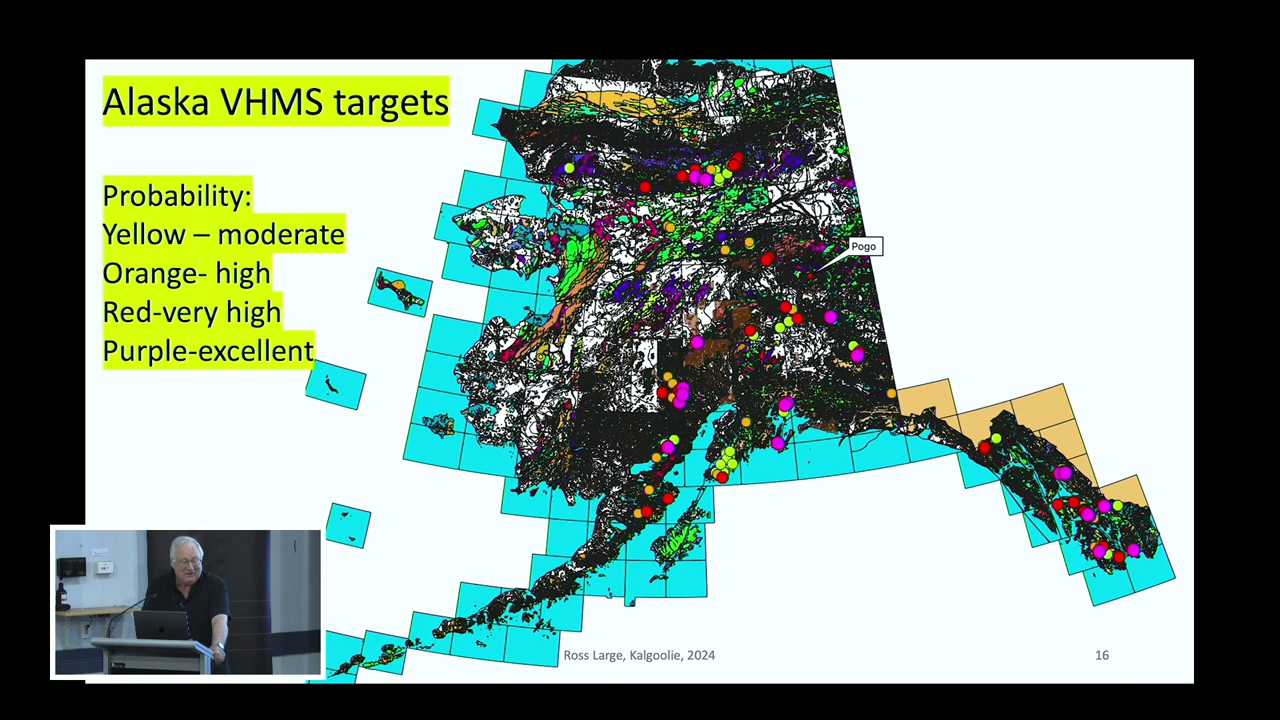 Alaska VHMS targets
Probability:
Yellow – moderate
Orange- high
Red-very high
Purple-excellent
Pogo
Ross Large, Kalgoolie, 2024
16